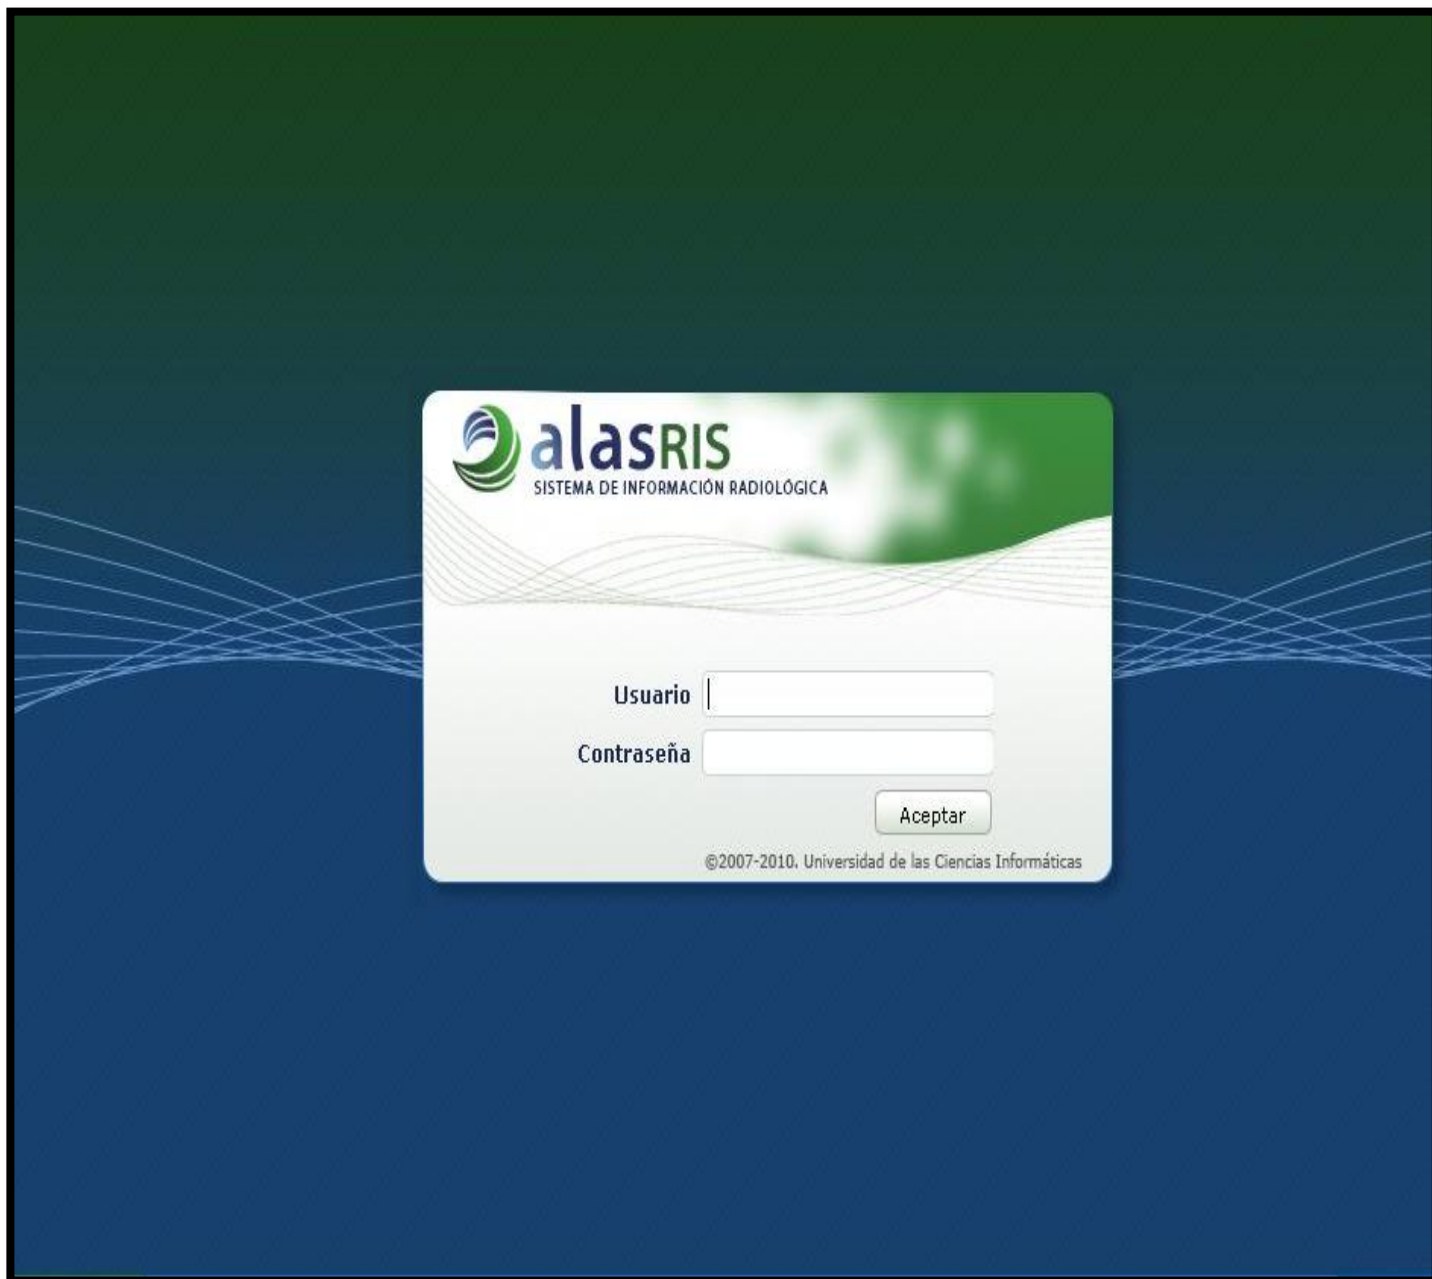 alasRIS
SISTEMA DE INFORMACIÓN RADIOLÓGICA
Usuario
Contraseña
Aceptar
©2007-2010. Universidad de las Ciencias Informáticas